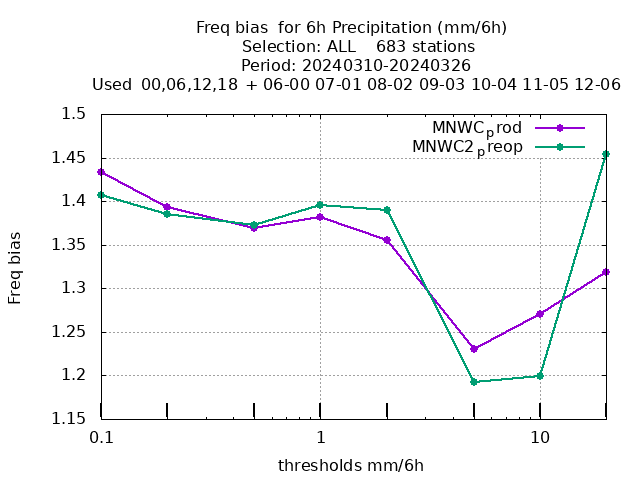 Freq bias  for 6h Precipitation (mm/6h)
Selection: ALL    683 stations
Period: 20240310-20240326
Used  00,06,12,18  + 06-00 07-01 08-02 09-03 10-04 11-05 12-06
MNWCprod
MNWC2preop
1.5
1.45
1.4
1.35
1.3
1.25
1.2
1.15
Freq bias
0.1 1 10
thresholds mm/6h